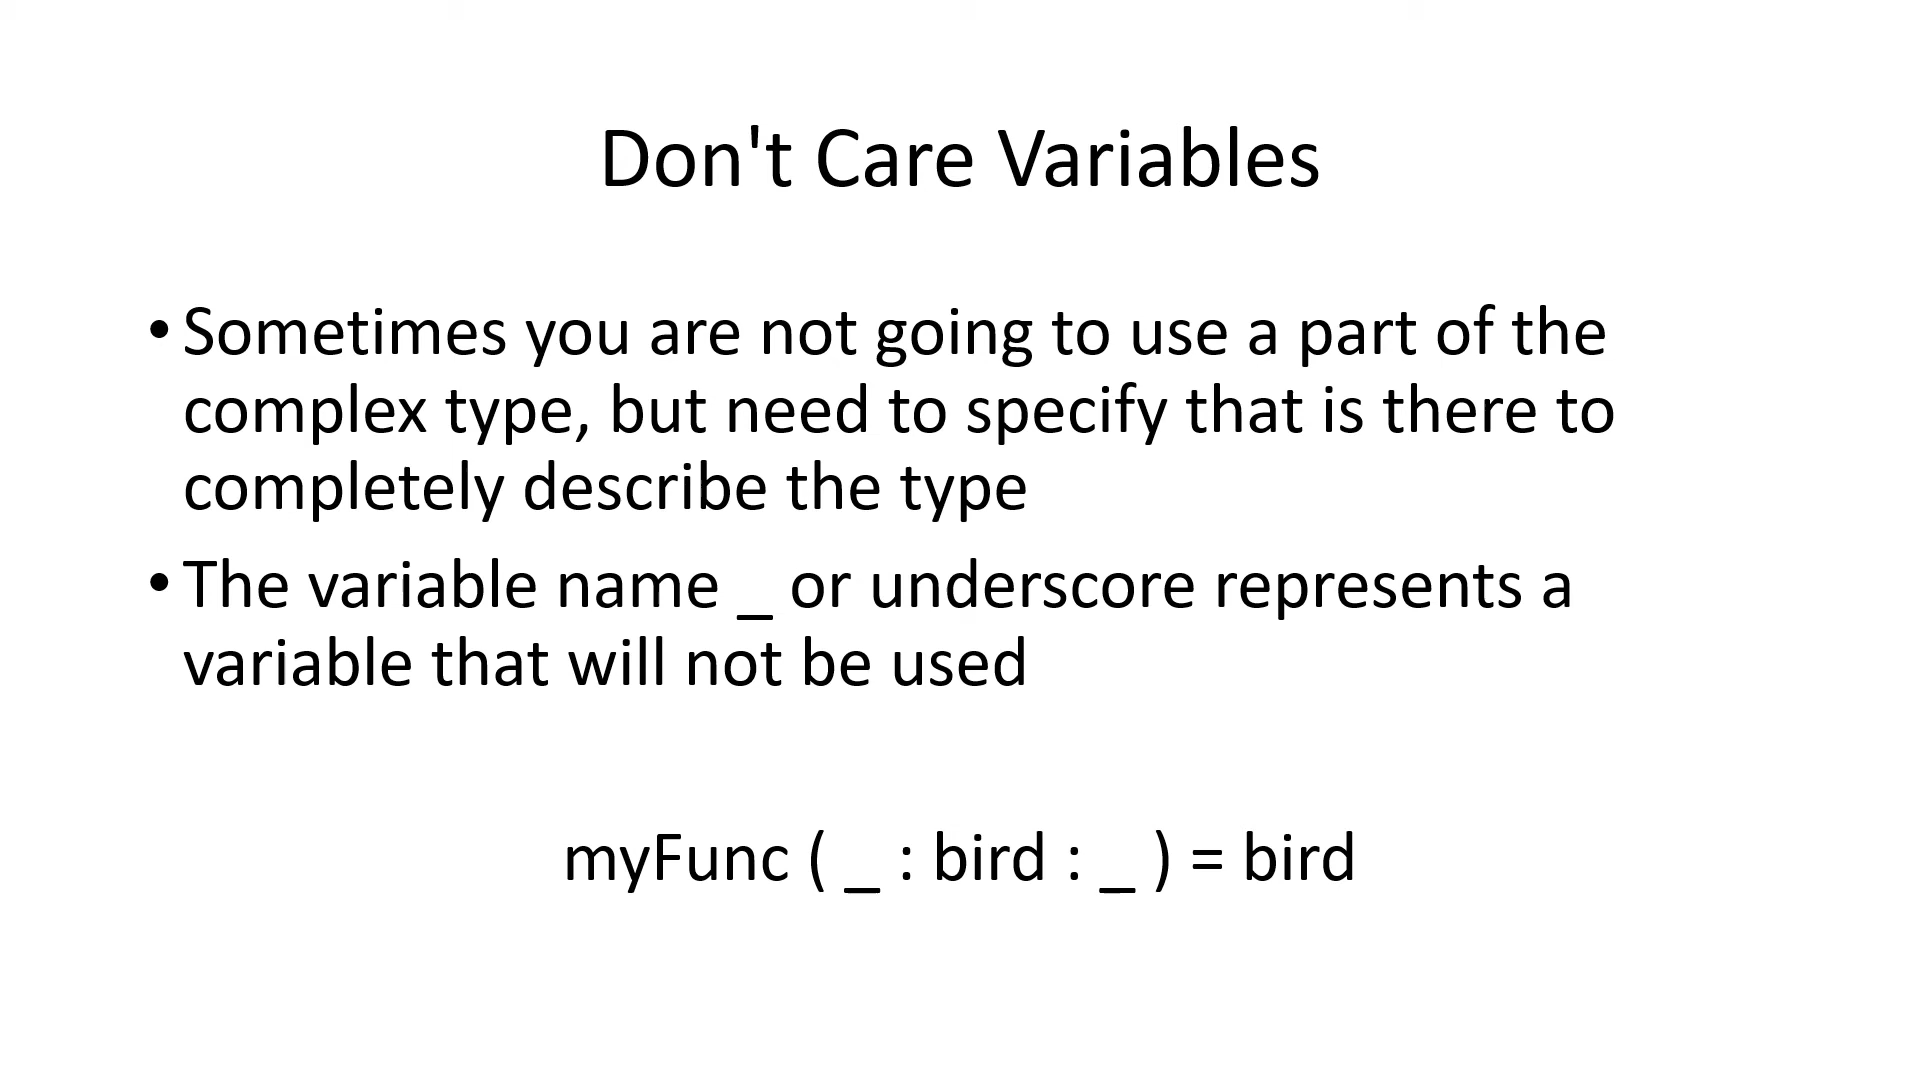 Don't Care Variables
• Sometimes you are not going to use a part of the
complex type, but need to specify that is there to
completely describe the type
• The variable name _ or underscore represents a
variable that will not be used
myFunc ( _ : bird : _ ) = bird